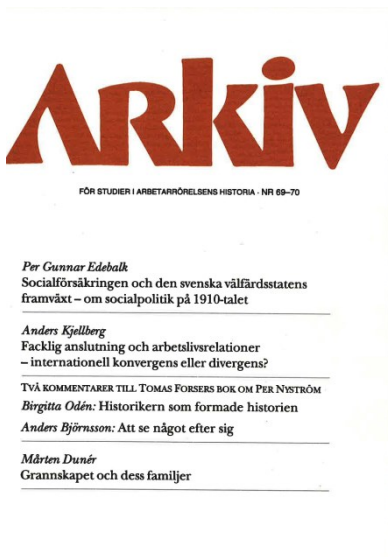 ARKIV
FÖR STUDIER I ARBETARRÖRELSENS HISTORIA · NR 69–70
Per Gunnar Edebalk
Socialförsäkringen och den svenska välfärdsstatens
framväxt – om socialpolitik på 1910-talet
Anders Kjellberg
Facklig anslutning och arbetslivsrelationer
– internationell konvergens eller divergens?
TVÅ KOMMENTARER TILL TOMAS FORSERS BOK OM PER NYSTRÖM
Birgitta Odén: Historikern som formade historien
Anders Björnsson: Att se något efter sig
Mårten Dunér
Grannskapet och dess familjer